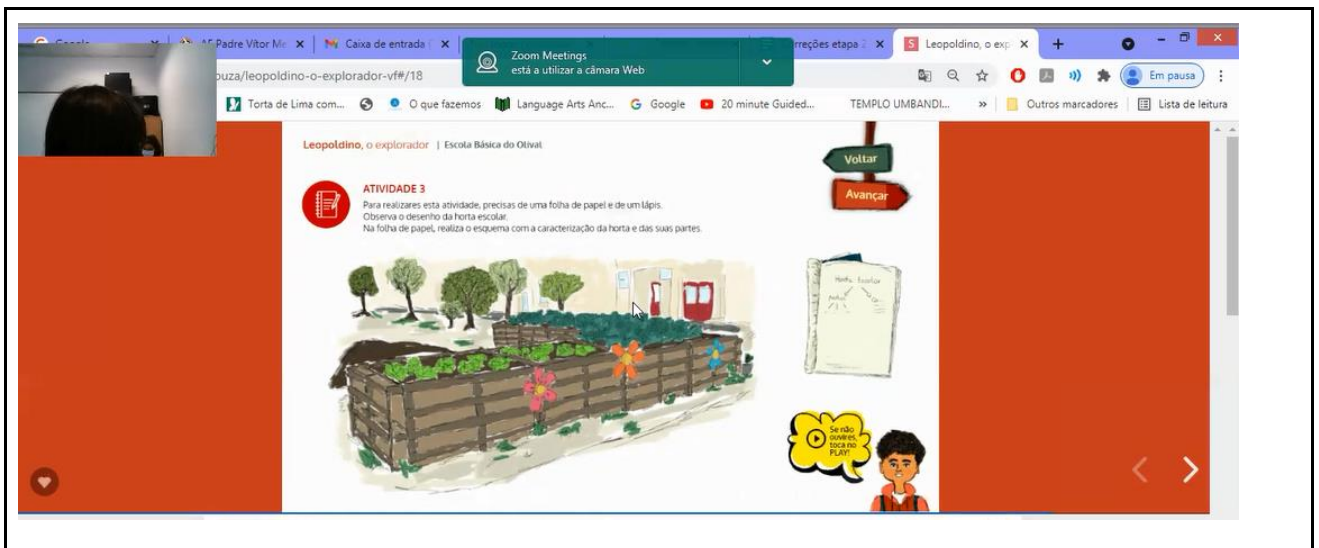 Padre Vítor Me
Caixa de entrada (
Zoom Meetings
está a utilizar a câmara Web
rreções etapa 2
Leopoldino, o exp
ouza/leopoldino-o-explorador-vf#/18
Em pausa
Torta de Lima com...
O que fazemos
Language Arts Anc...
Google
20 minute Guided...
TEMPLO UMBANDI...
»
Outros marcadores
Lista de leitura
Leopoldino, o explorador | Escola Básica do Olival
Voltar
Avançar
ATIVIDADE 3
Para realizares esta atividade, precisas de uma folha de papel e de um lápis.
Observa o desenho da horta escolar.
Na folha de papel, realiza o esquema com a caracterização da horta e das suas partes.
Horta Escolar
Se não
ouvires,
toca no
PLAY!